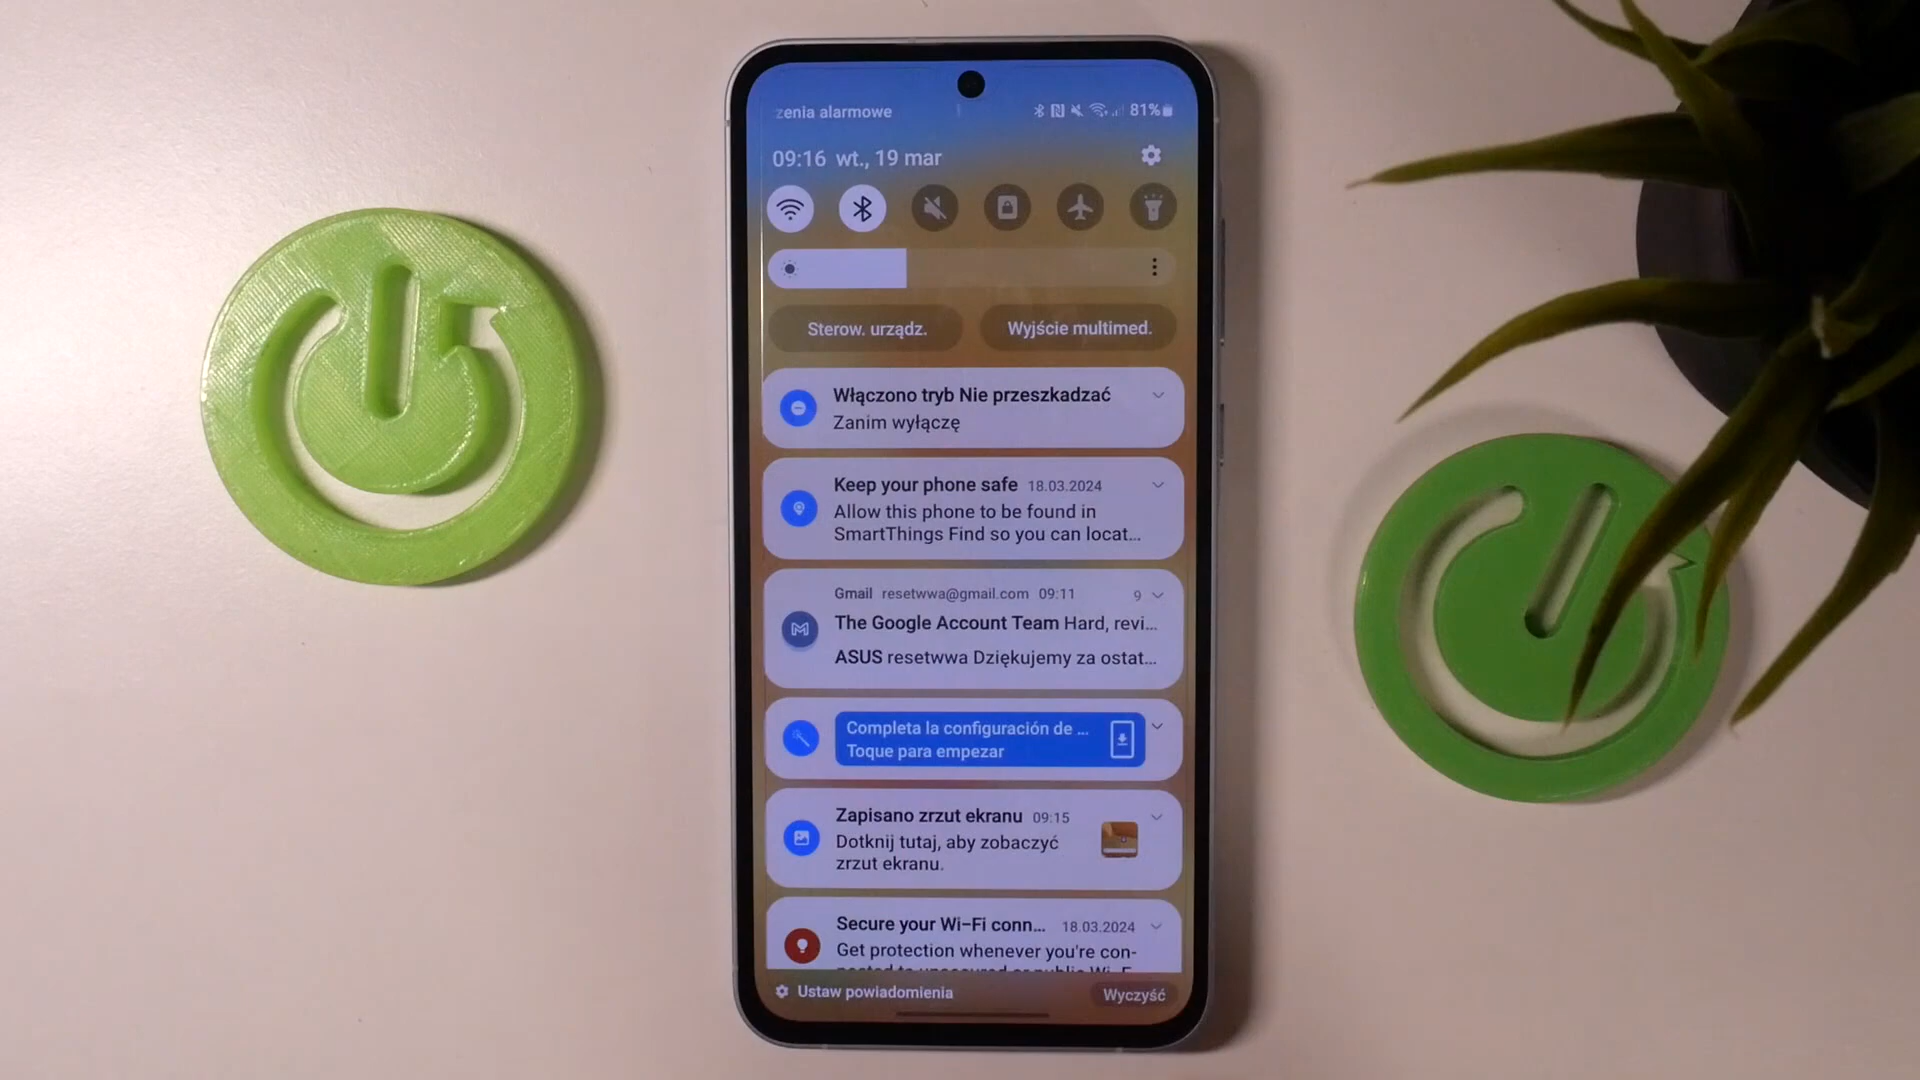 zenia alarmowe
81%
09:16 wt., 19 mar
Sterow. urządz.
Wyjście multimed.
Włączono tryb Nie przeszkadzać
Zanim wyłączę
Keep your phone safe 18.03.2024
Allow this phone to be found in
SmartThings Find so you can locat...
Gmail resetwwa@gmail.com 09:11 9
The Google Account Team Hard, revi...
ASUS resetwwa Dziękujemy za ostat...
Completa la configuración de ...
Toque para empezar
Zapisano zrzut ekranu 09:15
Dotknij tutaj, aby zobaczyć
zrzut ekranu.
Secure your Wi-Fi conn... 18.03.2024
Get protection whenever you're con-
Ustaw powiadomienia
Wyczyść